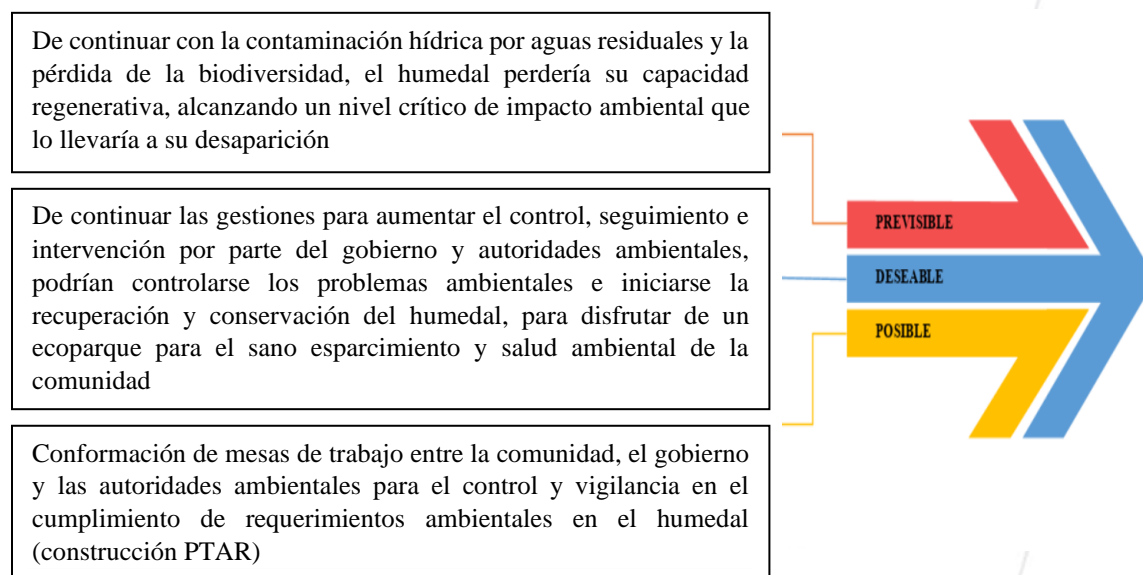 De continuar con la contaminación hídrica por aguas residuales y la
pérdida de la biodiversidad, el humedal perdería su capacidad
regenerativa, alcanzando un nivel crítico de impacto ambiental que
lo llevaría a su desaparición
PREVISIBLE
De continuar las gestiones para aumentar el control, seguimiento e
intervención por parte del gobierno y autoridades ambientales,
podrían controlarse los problemas ambientales e iniciarse la
recuperación y conservación del humedal, para disfrutar de un
ecoparque para el sano esparcimiento y salud ambiental de la
comunidad
DESEABLE
POSIBLE
Conformación de mesas de trabajo entre la comunidad, el gobierno
y las autoridades ambientales para el control y vigilancia en el
cumplimiento de requerimientos ambientales en el humedal
(construcción PTAR)